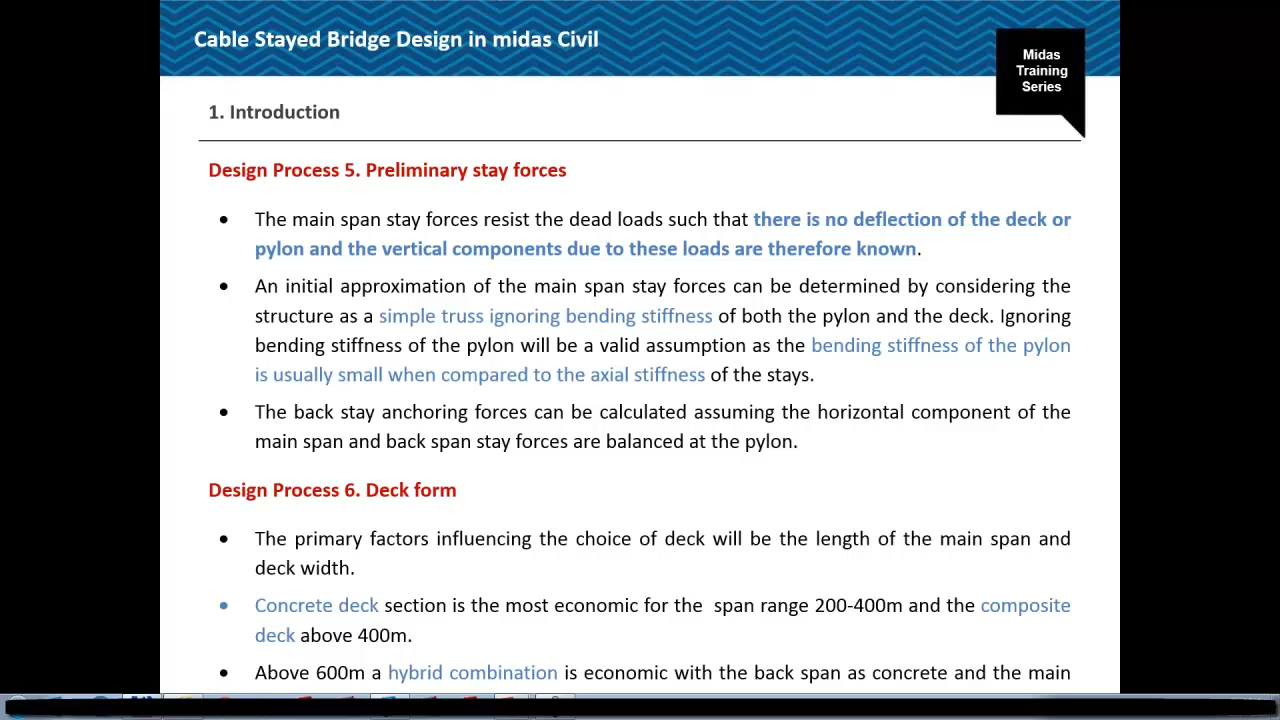 Cable Stayed Bridge Design in midas Civil
Midas
Training
Series
1. Introduction
Design Process 5. Preliminary stay forces
• The main span stay forces resist the dead loads such that there is no deflection of the deck or
pylon and the vertical components due to these loads are therefore known.
• An initial approximation of the main span stay forces can be determined by considering the
structure as a simple truss ignoring bending stiffness of both the pylon and the deck. Ignoring
bending stiffness of the pylon will be a valid assumption as the bending stiffness of the pylon
is usually small when compared to the axial stiffness of the stays.
• The back stay anchoring forces can be calculated assuming the horizontal component of the
main span and back span stay forces are balanced at the pylon.
Design Process 6. Deck form
• The primary factors influencing the choice of deck will be the length of the main span and
deck width.
• Concrete deck section is the most economic for the  span range 200-400m and the composite
deck above 400m.
• Above 600m a hybrid combination is economic with the back span as concrete and the main